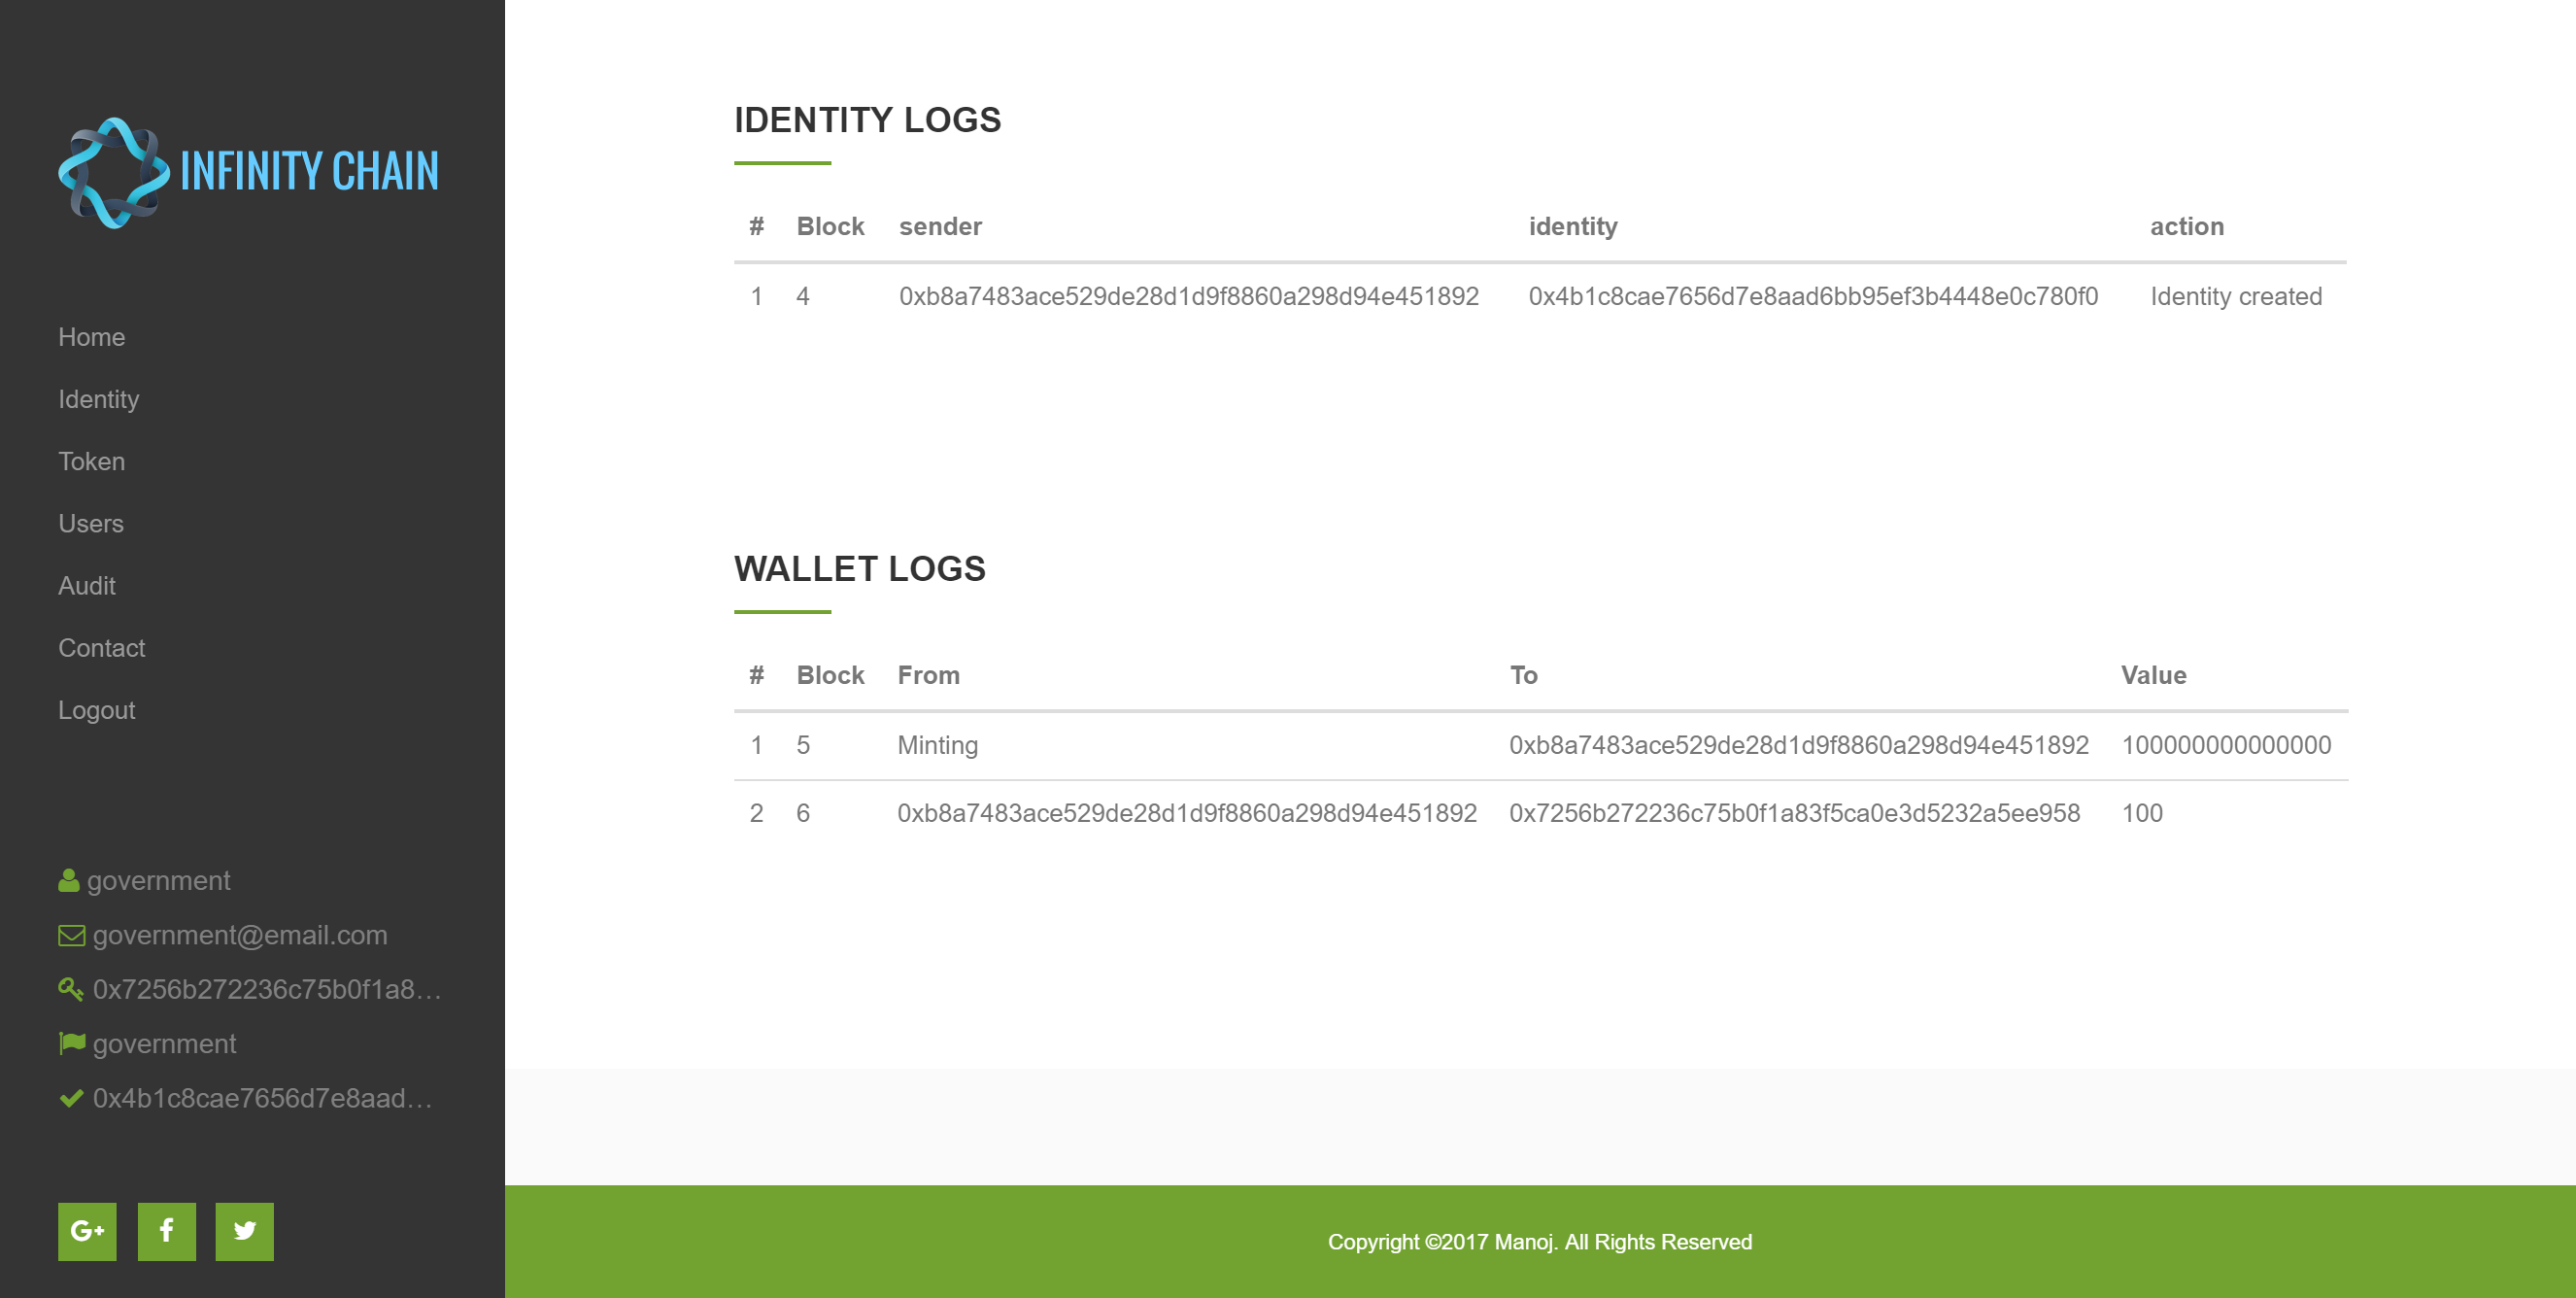 INFINITY CHAIN
Home
Identity
Token
Users
Audit
Contact
Logout
government
government@email.com
0x7256b272236c75b0f1a8...
government
0x4b1c8cae7656d7e8aad...
G+ f
IDENTITY LOGS
# Block sender identity action
1 4 0xb8a7483ace529de28d1d9f8860a298d94e451892 0x4b1c8cae7656d7e8aad6bb95ef3b4448e0c780f0 Identity created
WALLET LOGS
# Block From To Value
1 5 Minting 0xb8a7483ace529de28d1d9f8860a298d94e451892 100000000000000
2 6 0xb8a7483ace529de28d1d9f8860a298d94e451892 0x7256b272236c75b0f1a83f5ca0e3d5232a5ee958 100
Copyright ©2017 Manoj. All Rights Reserved